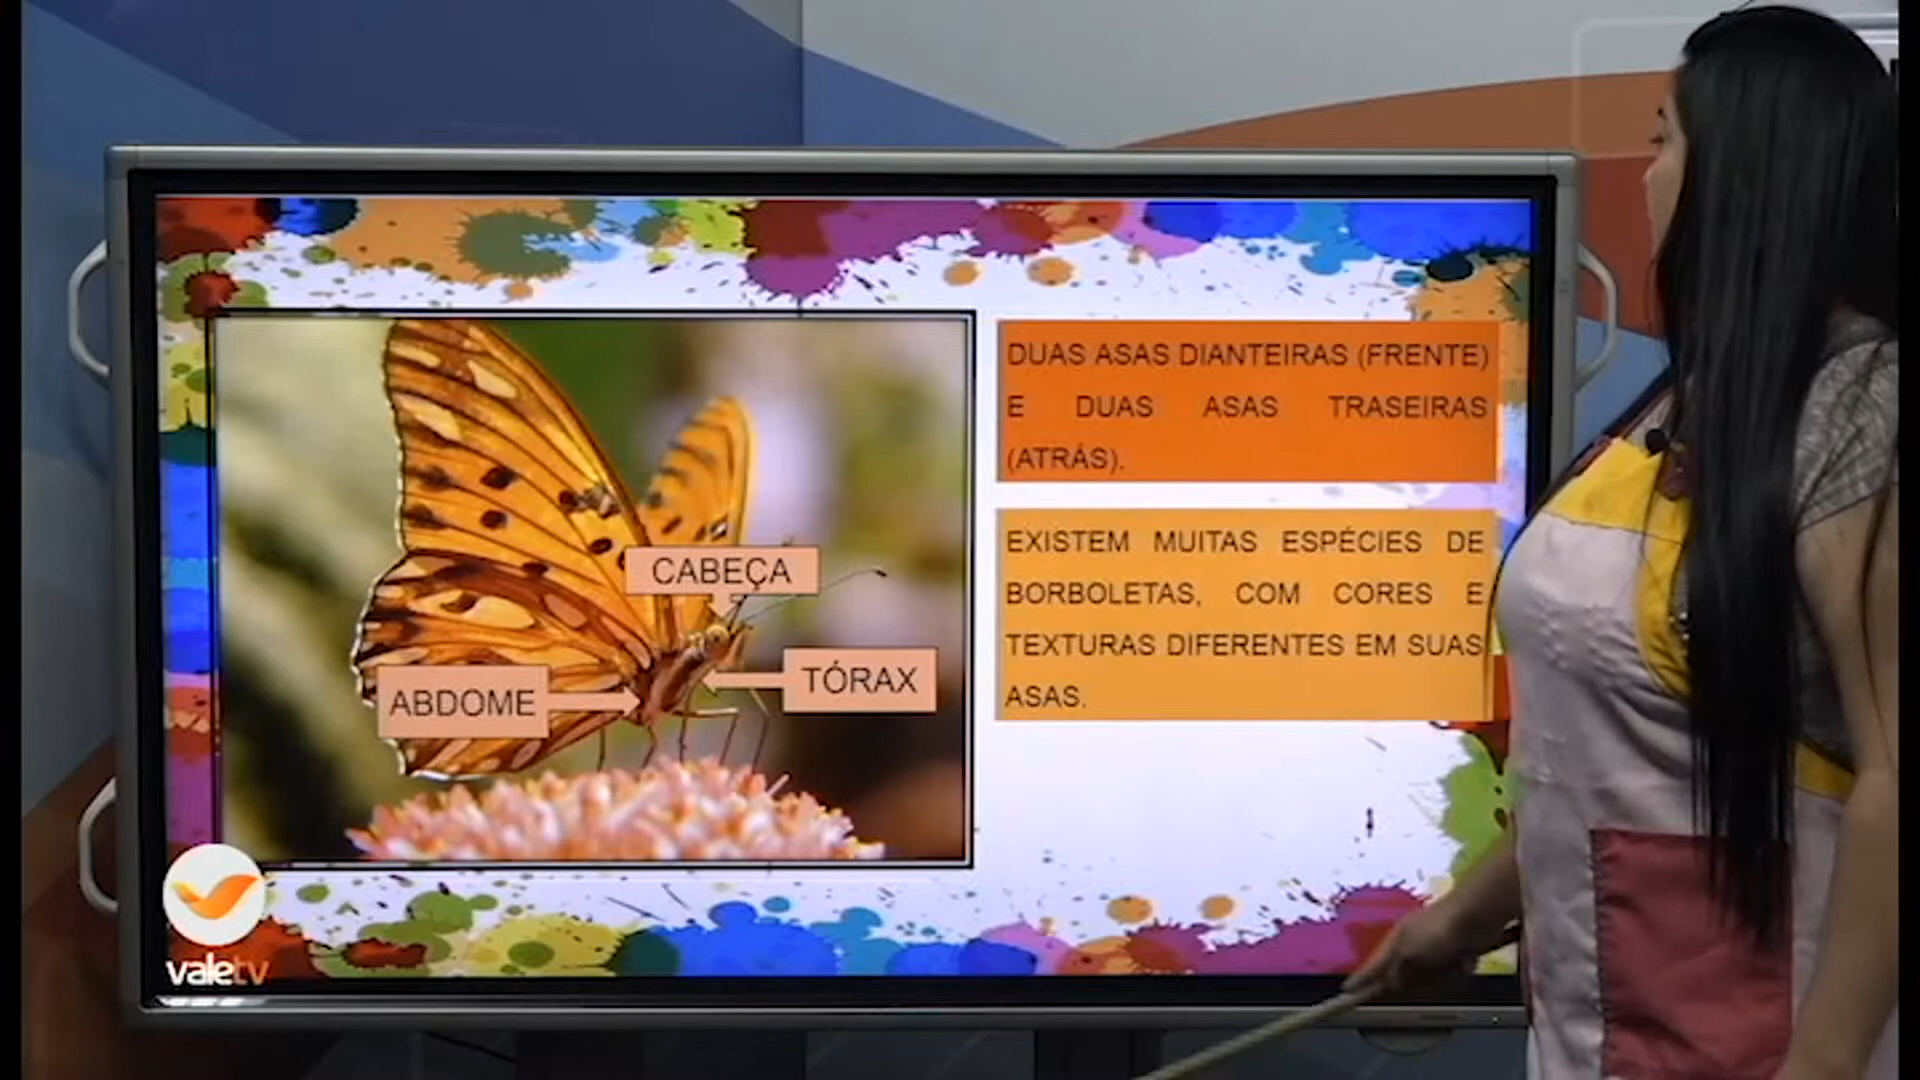 DUAS ASAS DIANTEIRAS (FRENTE)
E DUAS ASAS TRASEIRAS
(ATRÁS).
CABEÇA
TÓRAX
ABDOME
EXISTEM MUITAS ESPÉCIES DE
BORBOLETAS, COM CORES E
TEXTURAS DIFERENTES EM SUAS
ASAS.
valetv